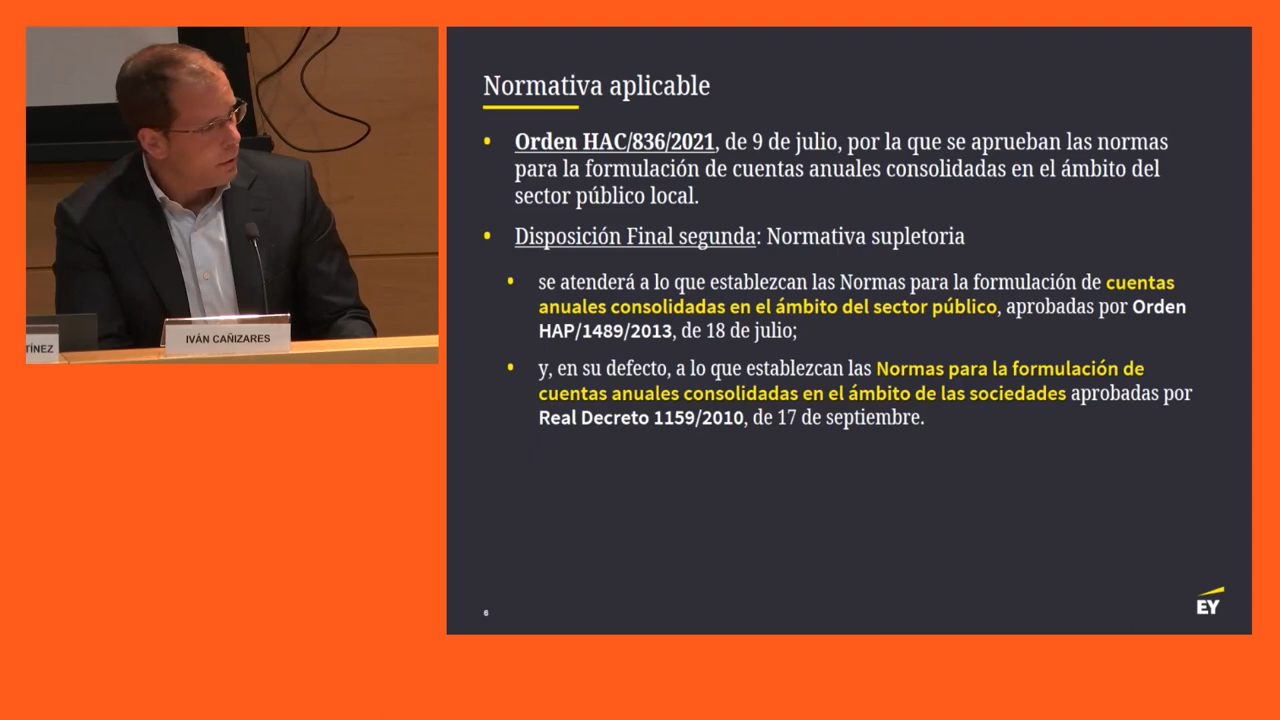 TÍNEZ
IVÁN CAÑIZARES
Normativa aplicable
• Orden HAC/836/2021, de 9 de julio, por la que se aprueban las normas
para la formulación de cuentas anuales consolidadas en el ámbito del
sector público local.
• Disposición Final segunda: Normativa supletoria
• se atenderá a lo que establezcan las Normas para la formulación de cuentas
anuales consolidadas en el ámbito del sector público, aprobadas por Orden
HAP/1489/2013, de 18 de julio;
• y, en su defecto, a lo que establezcan las Normas para la formulación de
cuentas anuales consolidadas en el ámbito de las sociedades aprobadas por
Real Decreto 1159/2010, de 17 de septiembre.
6
EY